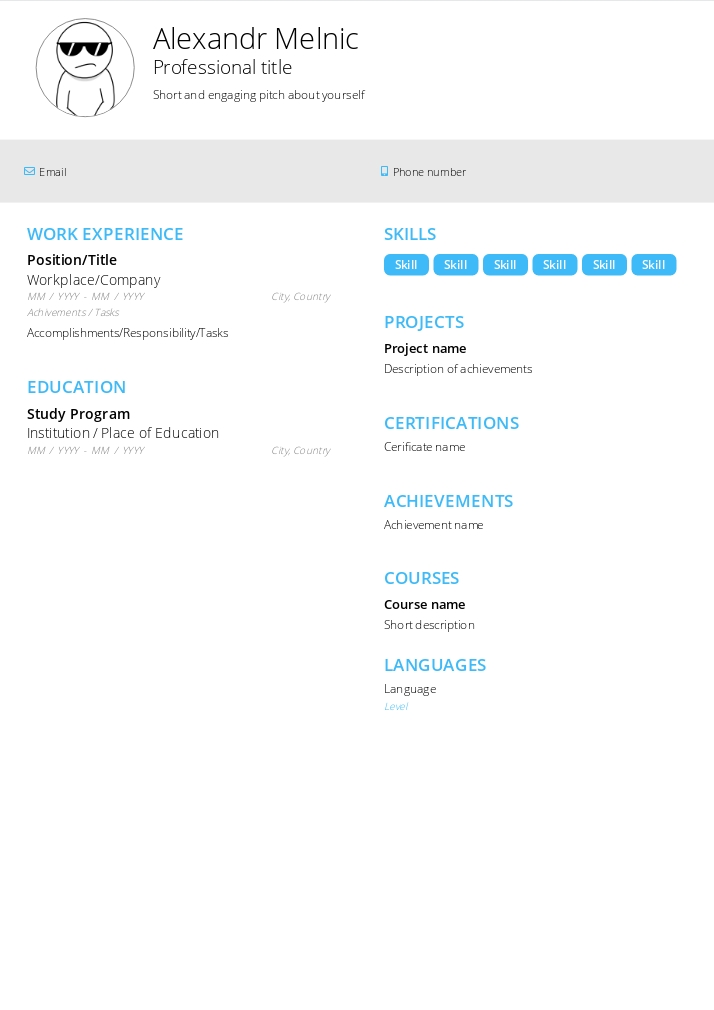 Alexandr Melnic
Professional title
Short and engaging pitch about yourself
Email
Phone number
WORK EXPERIENCE
Position/Title
Workplace/Company
MM / YYYY - MM / YYYY City, Country
Achivements / Tasks
Accomplishments/Responsibility/Tasks
EDUCATION
Study Program
Institution / Place of Education
MM / YYYY - MM / YYYY City, Country
SKILLS
Skill Skill Skill Skill Skill Skill
PROJECTS
Project name
Description of achievements
CERTIFICATIONS
Cerificate name
ACHIEVEMENTS
Achievement name
COURSES
Course name
Short description
LANGUAGES
Language
Level